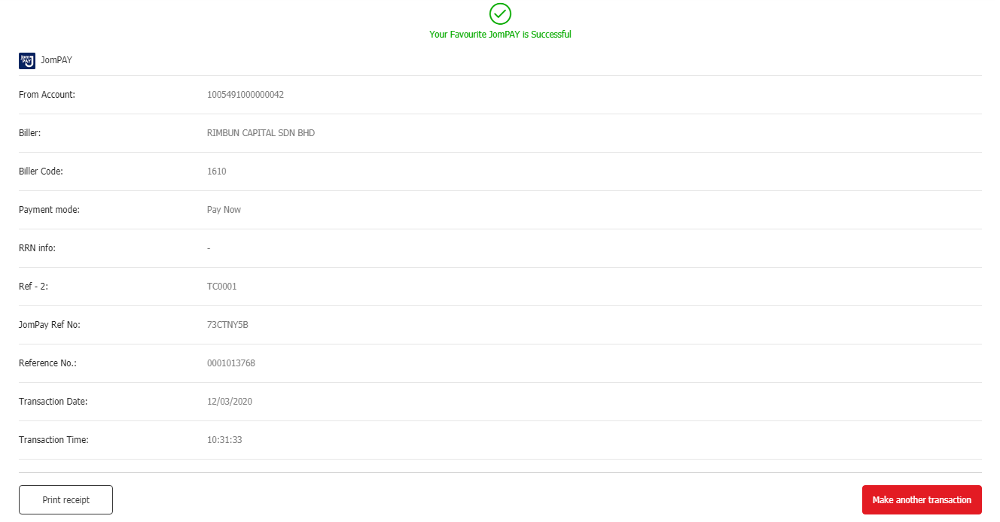 Your Favourite JomPAY is Successful
Jom PAY JomPAY
From Account: 1005491000000042
Biller: RIMBUN CAPITAL SDN BHD
Biller Code: 1610
Payment mode: Pay Now
RRN info: -
Ref - 2: TC0001
JomPay Ref No: 73CTNY5B
Reference No.: 0001013768
Transaction Date: 12/03/2020
Transaction Time: 10:31:33
Print receipt Make another transaction